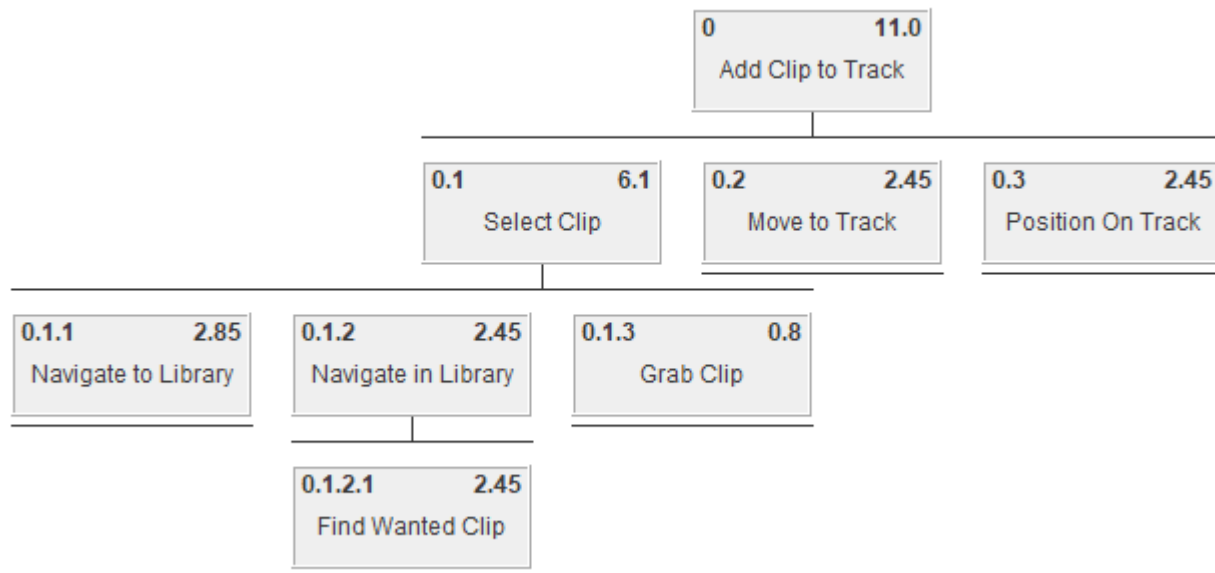 0 11.0
Add Clip to Track
0.1 6.1
Select Clip
0.2 2.45
Move to Track
0.3 2.45
Position On Track
0.1.1 2.85
Navigate to Library
0.1.2 2.45
Navigate in Library
0.1.3 0.8
Grab Clip
0.1.2.1 2.45
Find Wanted Clip